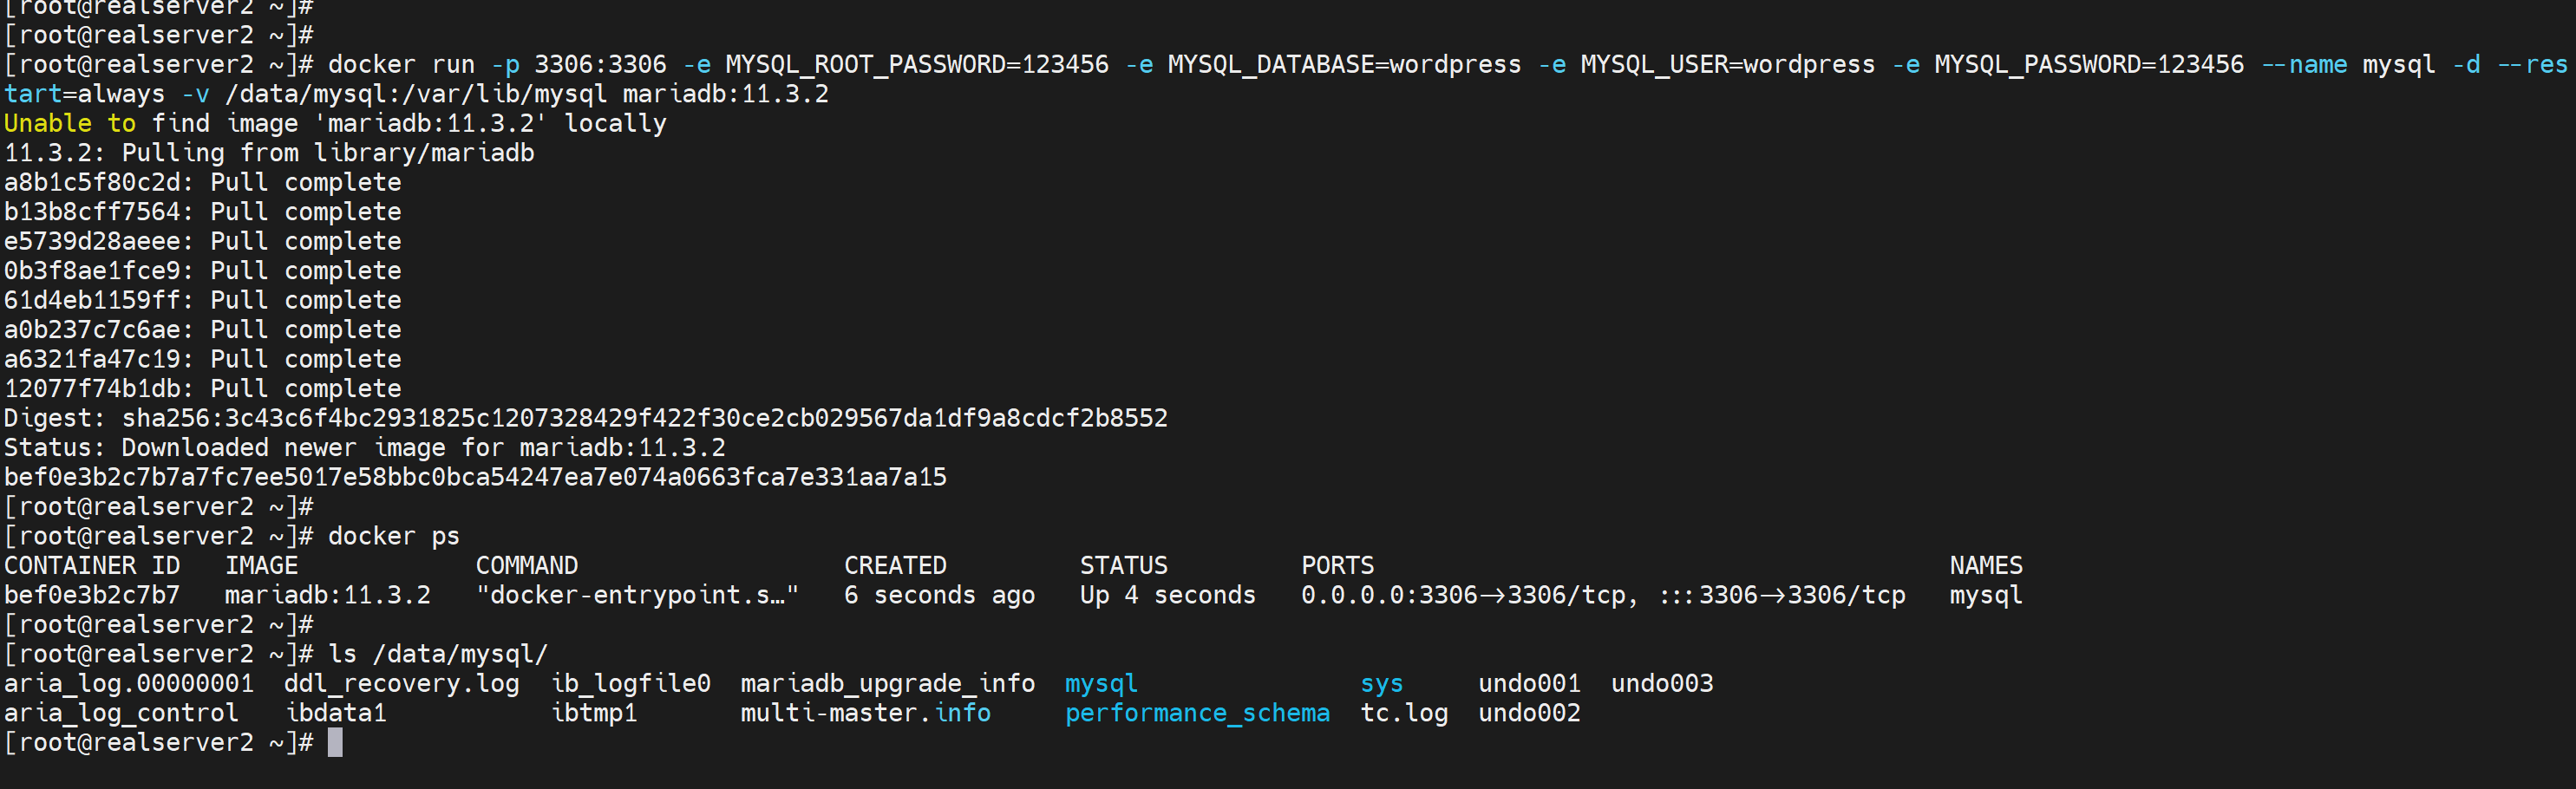 [root@realserver2 ~]#
[root@realserver2 ~]#
[root@realserver2 ~]# docker run -p 3306:3306 -e MYSQL_ROOT_PASSWORD=123456 -e MYSQL_DATABASE=wordpress -e MYSQL_USER=wordpress -e MYSQL_PASSWORD=123456 --name mysql -d --res
tart=always -v /data/mysql:/var/lib/mysql mariadb:11.3.2
Unable to find image 'mariadb:11.3.2' locally
11.3.2: Pulling from library/mariadb
a8b1c5f80c2d: Pull complete
b13b8cff7564: Pull complete
e5739d28aeee: Pull complete
0b3f8ae1fce9: Pull complete
61d4eb1159ff: Pull complete
a0b237c7c6ae: Pull complete
a6321fa47c19: Pull complete
12077f74b1db: Pull complete
Digest: sha256:3c43c6f4bc2931825c1207328429f422f30ce2cb029567da1df9a8cdcf2b8552
Status: Downloaded newer image for mariadb:11.3.2
bef0e3b2c7b7a7fc7ee5017e58bbc0bca54247ea7e074a0663fca7e331aa7a15
[root@realserver2 ~]#
[root@realserver2 ~]# docker ps
CONTAINER ID   IMAGE            COMMAND                  CREATED         STATUS         PORTS                                       NAMES
bef0e3b2c7b7   mariadb:11.3.2   "docker-entrypoint.s…"   6 seconds ago   Up 4 seconds   0.0.0.0:3306->3306/tcp, :::3306->3306/tcp   mysql
[root@realserver2 ~]#
[root@realserver2 ~]# ls /data/mysql/
aria_log.00000001  ddl_recovery.log  ib_logfile0  mariadb_upgrade_info  mysql               sys     undo001  undo003
aria_log_control   ibdata1           ibtmp1       multi-master.info     performance_schema  tc.log  undo002
[root@realserver2 ~]#